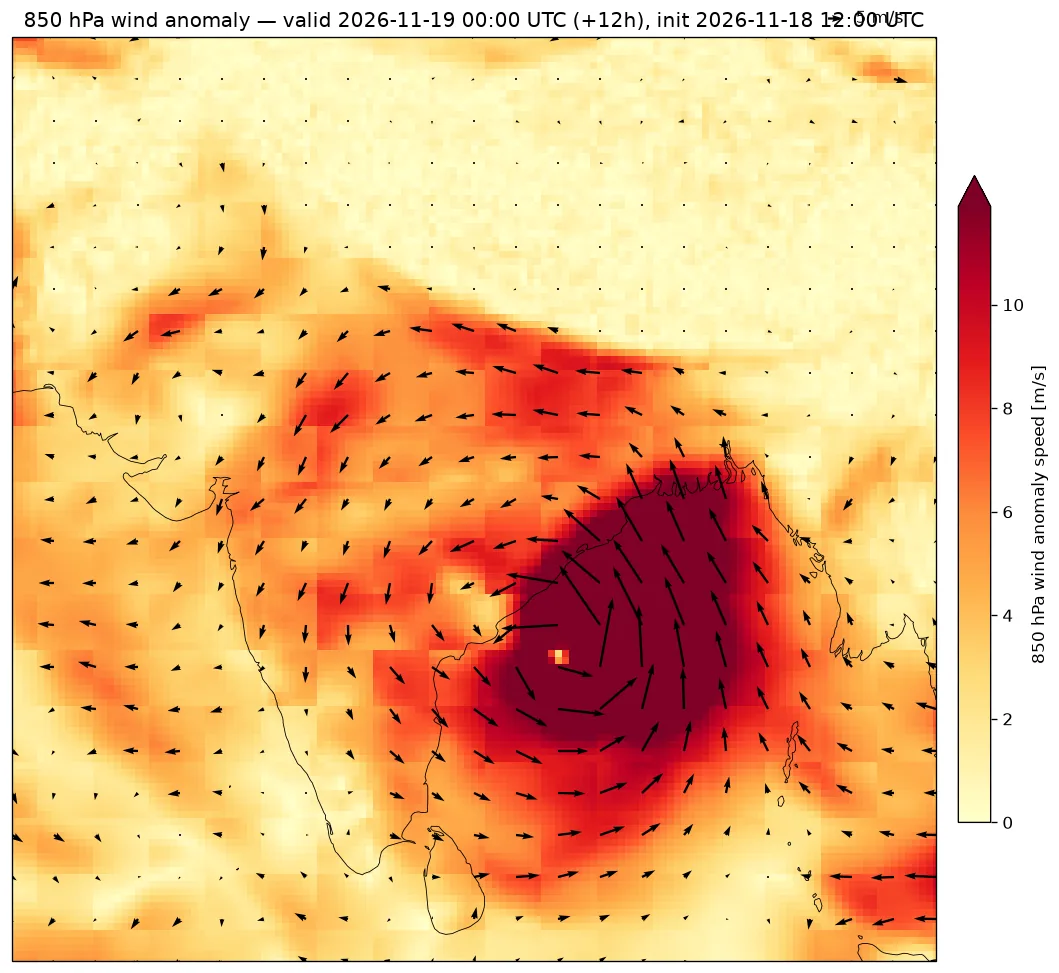 850 hPa wind anomaly — valid 2026-11-19 00:00 UTC (+12h), init 2026-11-18 12:00 UTC
5 m/s
10
8
6
4
2
0
850 hPa wind anomaly speed [m/s]